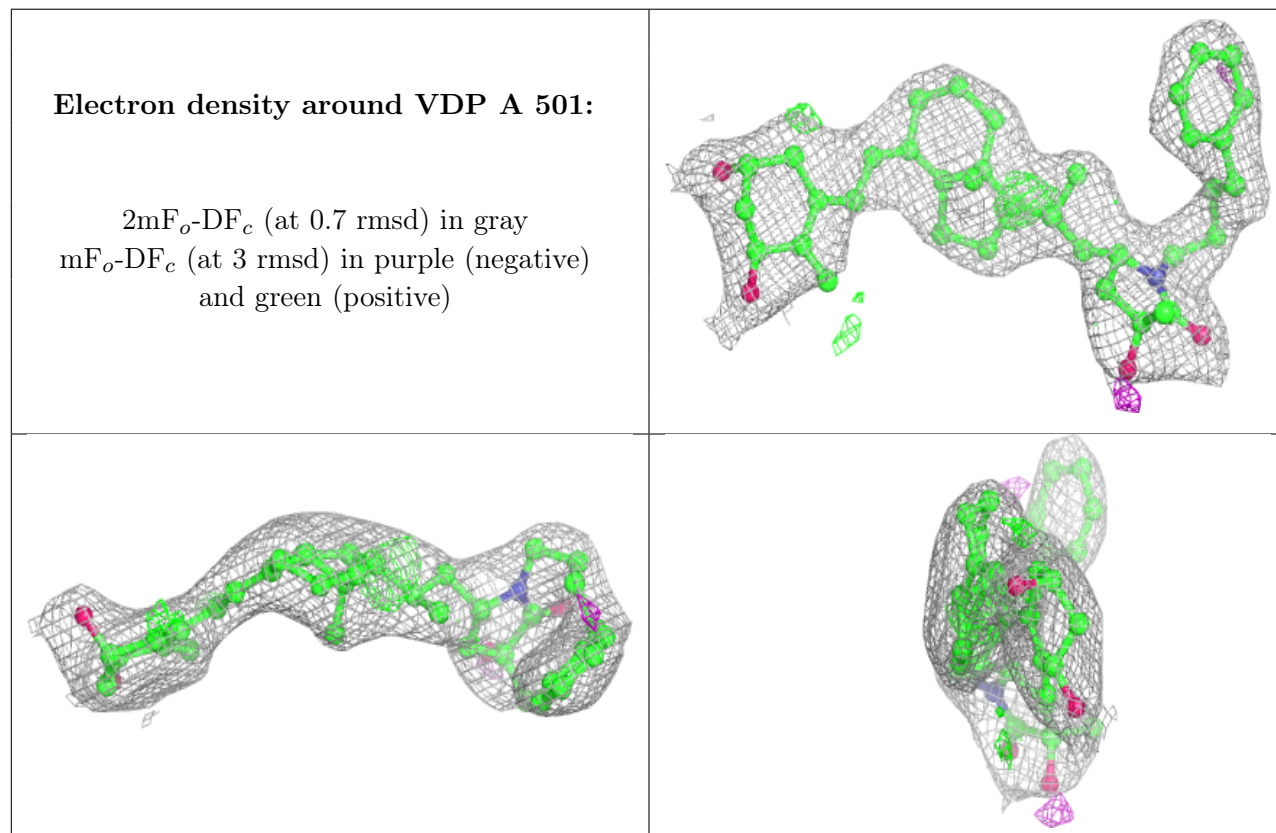 Electron density around VDP A 501:
2mFₒ-DF𝒸 (at 0.7 rmsd) in gray
mFₒ-DF𝒸 (at 3 rmsd) in purple (negative)
and green (positive)